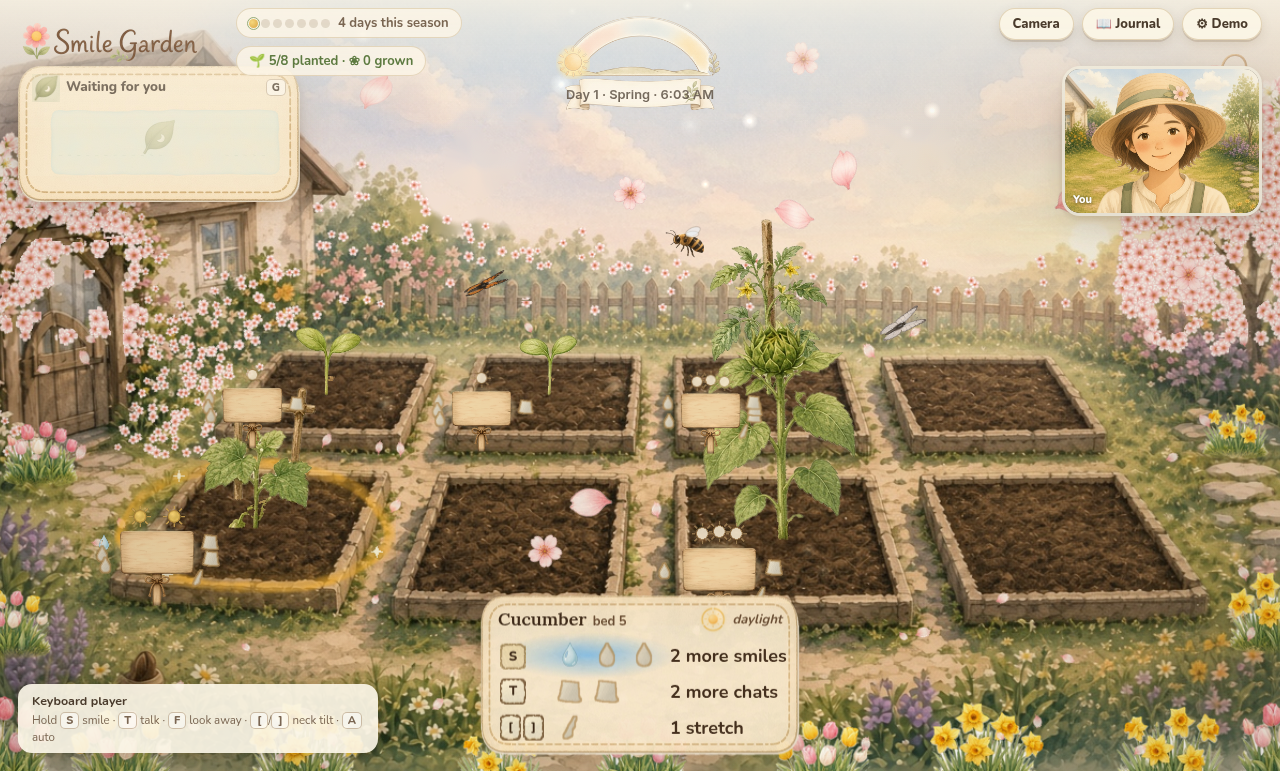 Smile Garden
4 days this season
🌱 5/8 planted · ❀ 0 grown
Waiting for you
G
Day 1 · Spring · 6:03 AM
Camera
📖 Journal
⚙ Demo
You
Cucumber bed 5
daylight
S 2 more smiles
T 2 more chats
[ ] 1 stretch
Keyboard player
Hold S smile · T talk · F look away · [ / ] neck tilt · A
auto